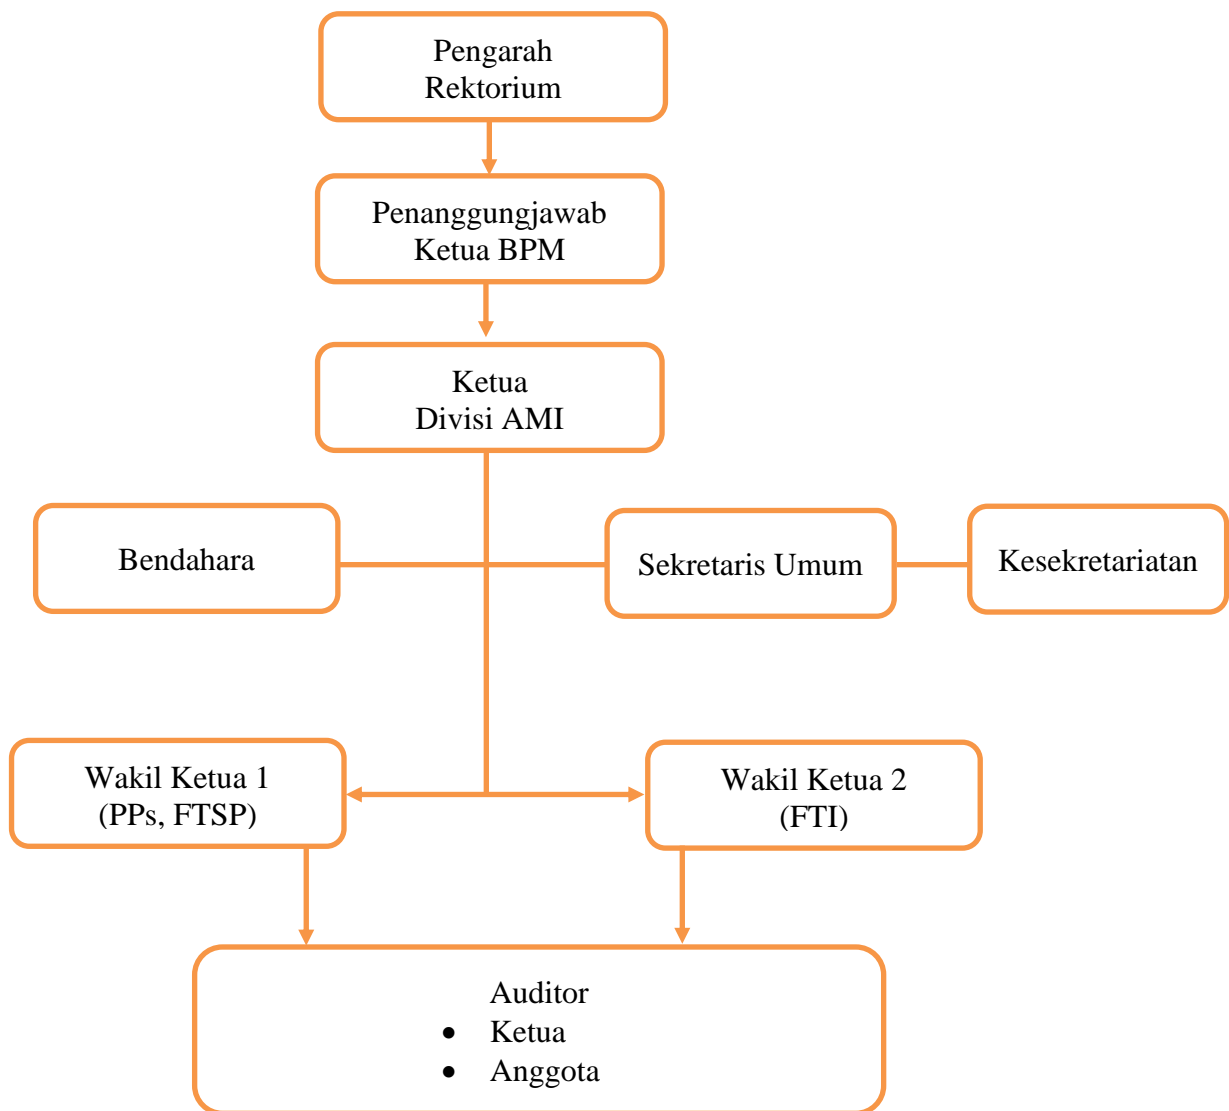 Pengarah
Rektorium
Penanggungjawab
Ketua BPM
Ketua
Divisi AMI
Bendahara
Sekretaris Umum
Kesekretariatan
Wakil Ketua 1
(PPs, FTSP)
Wakil Ketua 2
(FTI)
Auditor
• Ketua
• Anggota